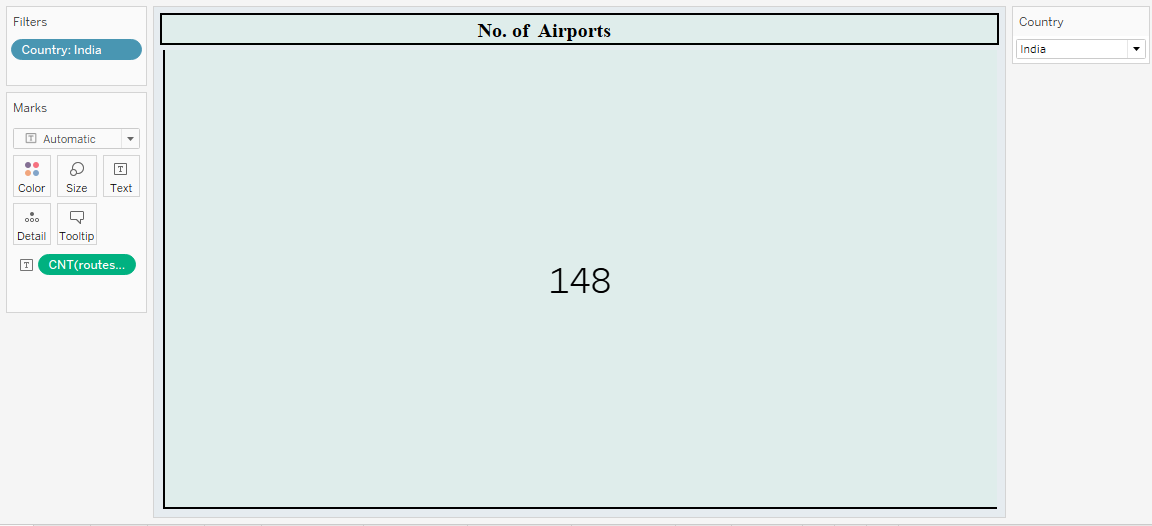 Filters
Country: India
Marks
Automatic
Color Size Text
Detail Tooltip
CNT(routes...
No. of Airports
148
Country
India